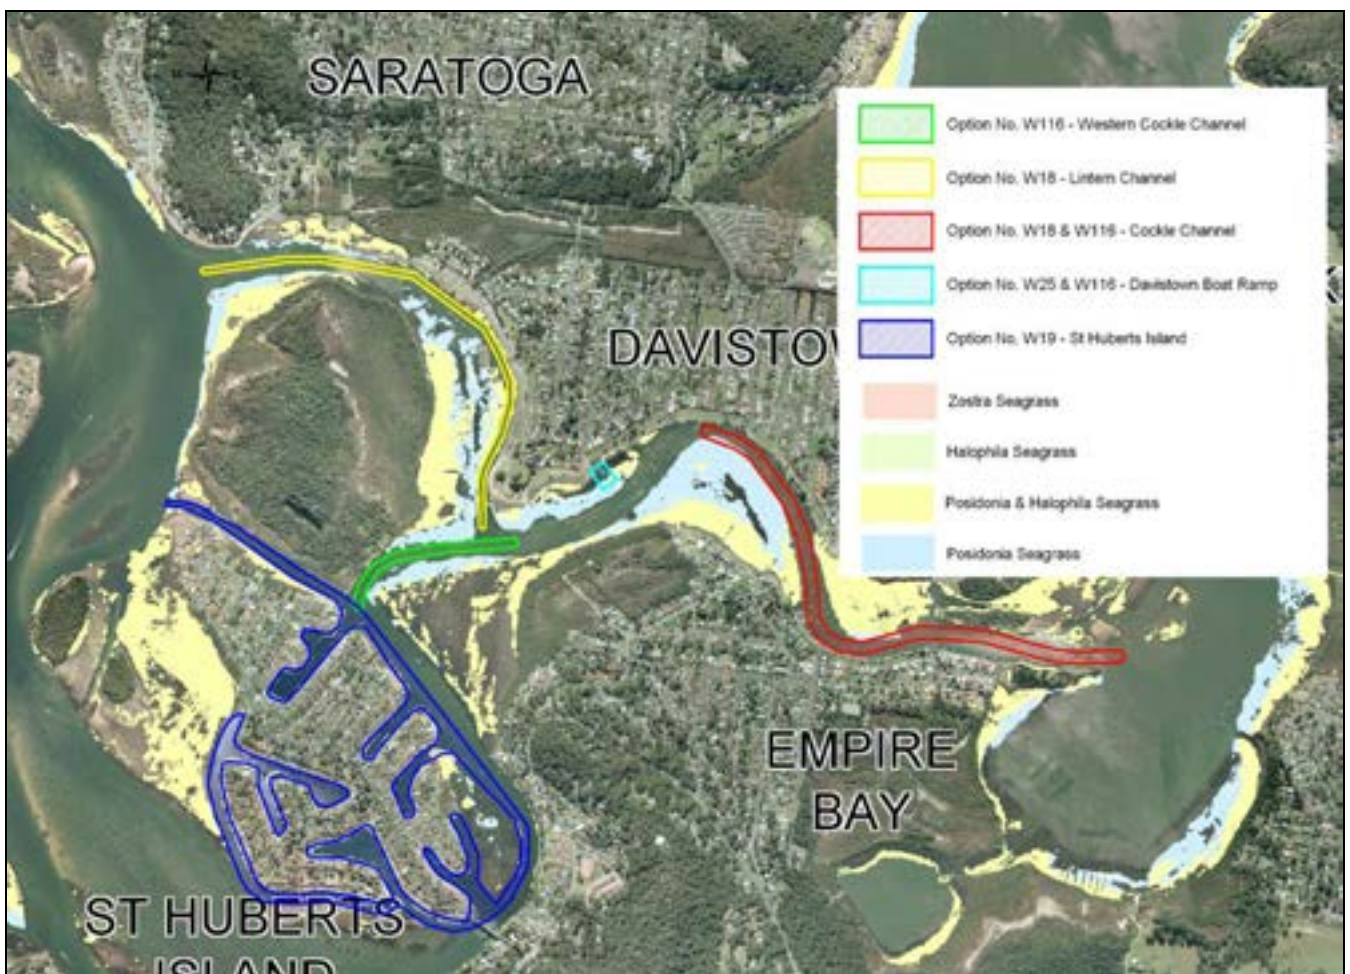 SARATOGA
Option No. W116 - Western Cockle Channel
Option No. W18 - Lintern Channel
Option No. W18 & W116 - Cockle Channel
Option No. W25 & W116 - Davistown Boat Ramp
Option No. W19 - St Huberts Island
Zostra Seagrass
Halophila Seagrass
Posidonia & Halophila Seagrass
Posidonia Seagrass
DAVISTOW
EMPIRE
BAY
ST HUBERTS
ISLAND